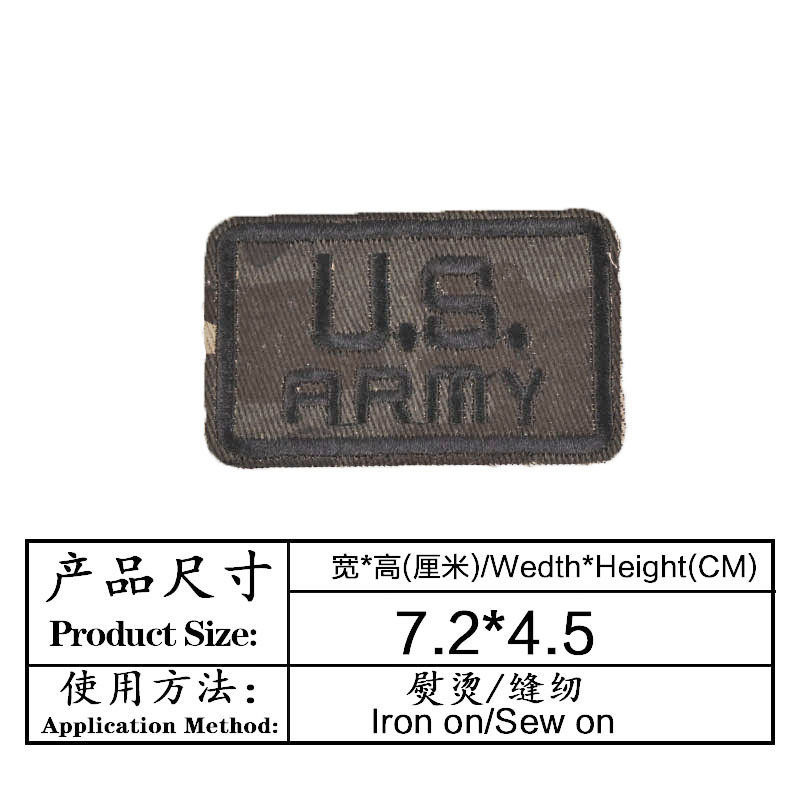 U.S.
ARMY
产品尺寸
Product Size:
宽*高(厘米)/Wedth*Height(CM)
7.2*4.5
使用方法:
Application Method:
熨烫/缝纫
Iron on/Sew on